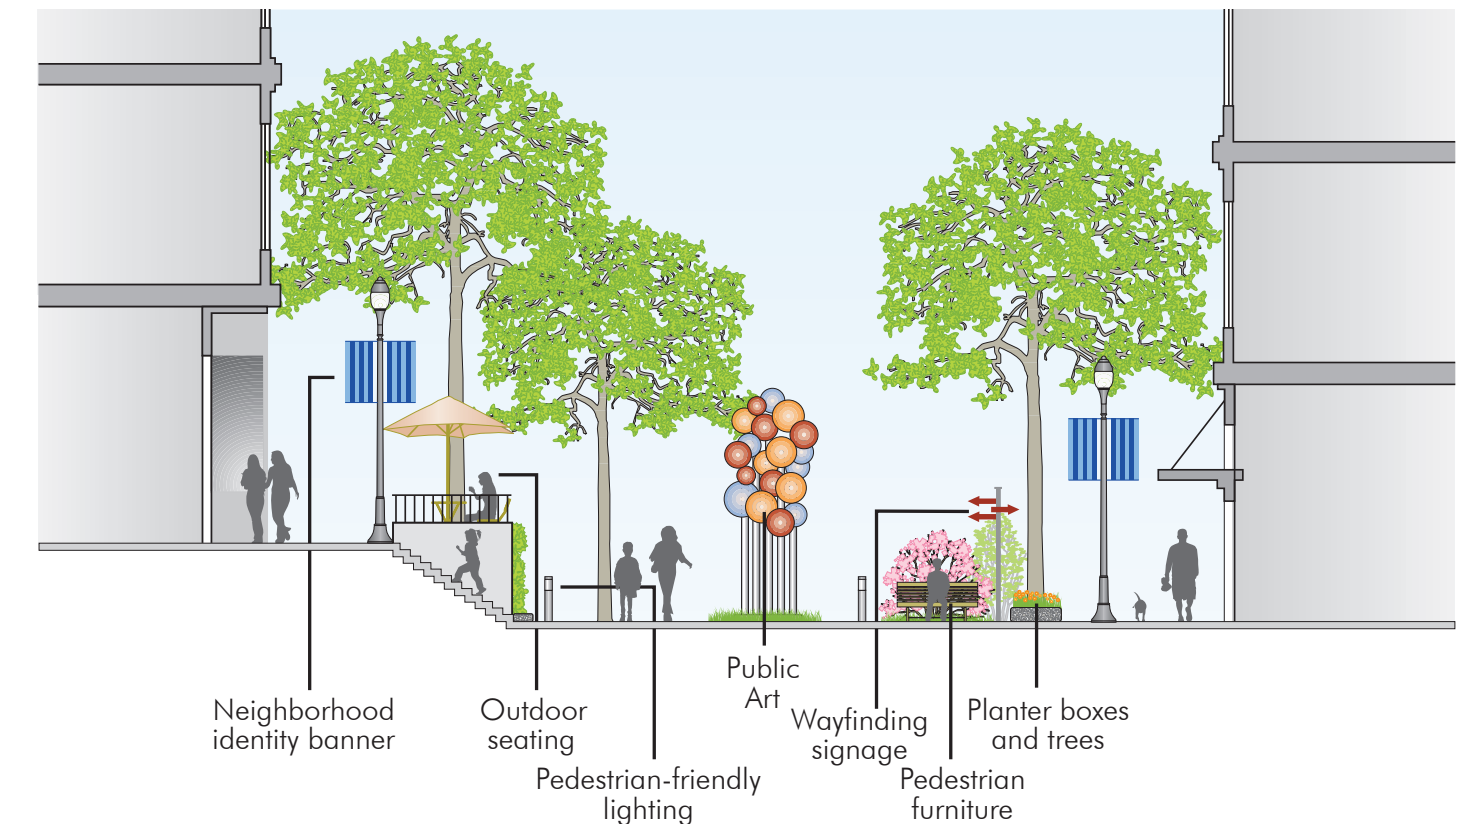 Neighborhood
identity banner
Outdoor
seating
Pedestrian-friendly
lighting
Public
Art
Wayfinding
signage
Pedestrian
furniture
Planter boxes
and trees